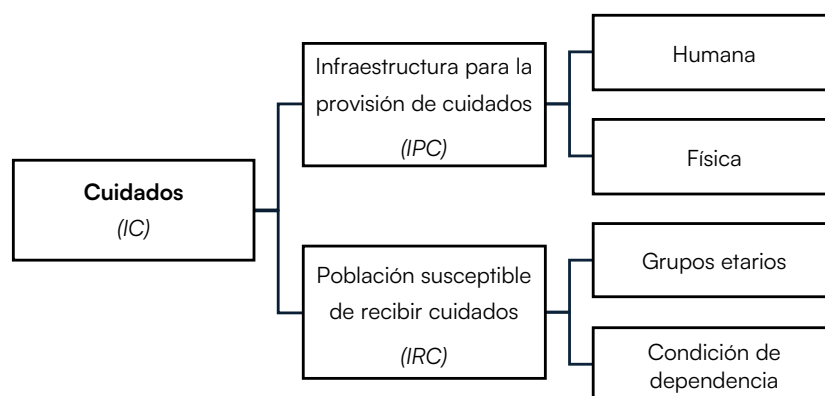 Cuidados
(IC)
Infraestructura para la
provisión de cuidados
(IPC)
Humana
Física
Población susceptible
de recibir cuidados
(IRC)
Grupos etarios
Condición de
dependencia